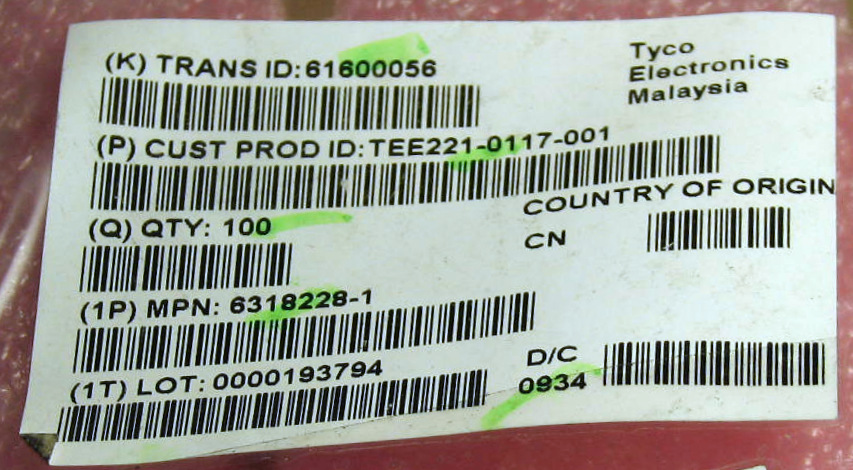 (K) TRANS ID: 61600056
Tyco
Electronics
Malaysia
(P) CUST PROD ID: TEE221-0117-001
(Q) QTY: 100
COUNTRY OF ORIGIN
CN
(1P) MPN: 6318228-1
(1T) LOT: 0000193794
D/C
0934